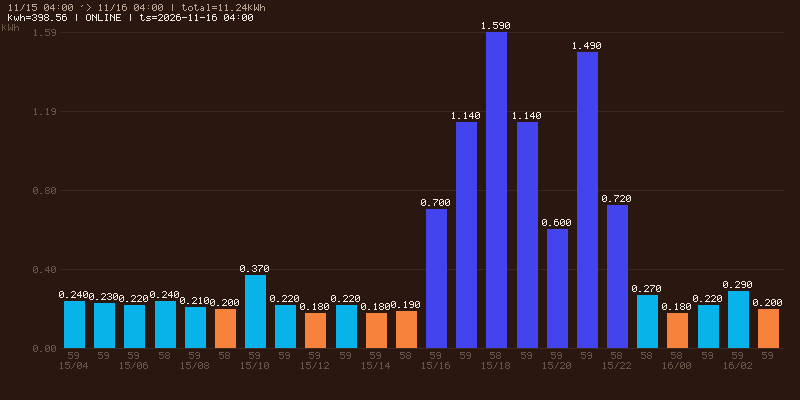 11/15 04:00 -> 11/16 04:00 | total=11.24kWh
Kwh=398.56 | ONLINE | ts=2026-11-16 04:00
kWh
1.590
1.59
1.490
1.19
1.140 1.140
0.80
0.700 0.720
0.600
0.40
0.370
0.240 0.230 0.220 0.240 0.210 0.200 0.220 0.180 0.220 0.180 0.190 0.270 0.180 0.220 0.290 0.200
0.00
59 59 59 58 59 58 59 59 59 59 59 58 59 59 59 59 59 59 59 58 58 59 59 59
15/04 15/06 15/08 15/10 15/12 15/14 15/16 15/18 15/20 15/22 16/00 16/02